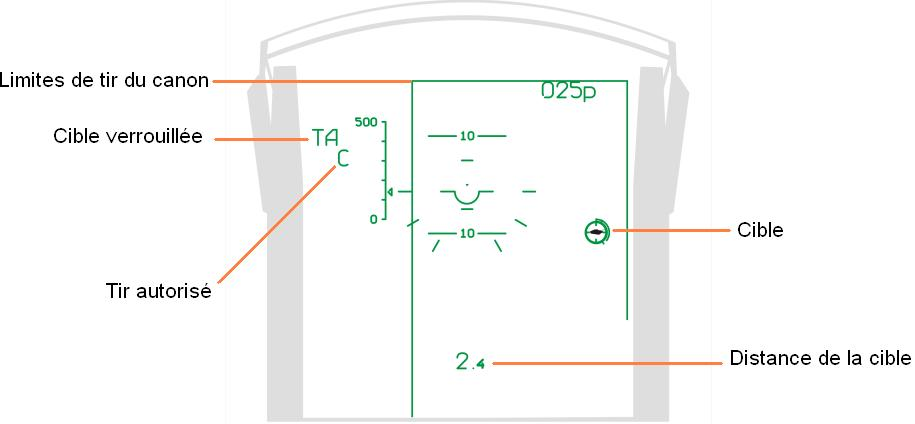 Limites de tir du canon
025p
500
Cible verrouillée
TA
10
C
0
10
Cible
Tir autorisé
2.4
Distance de la cible